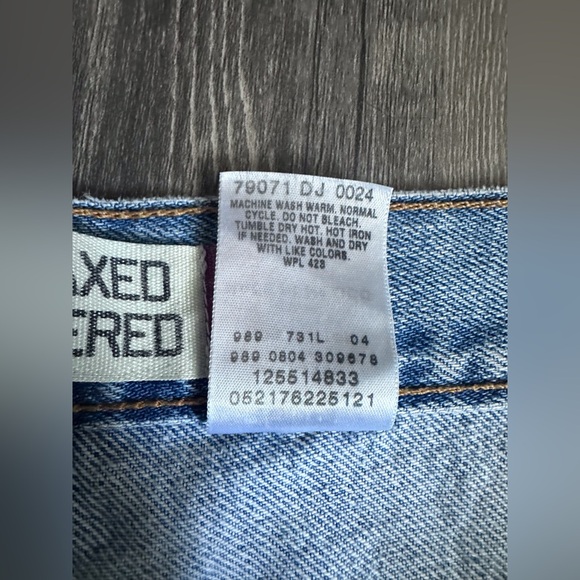 79071 DJ 0024
MACHINE WASH WARM. NORMAL
CYCLE. DO NOT BLEACH.
TUMBLE DRY HOT. HOT IRON
IF NEEDED. WASH AND DRY
WITH LIKE COLORS.
WPL 423
AXED
ERED
989 731L 04
989 0804 309678
125514833
052176225121